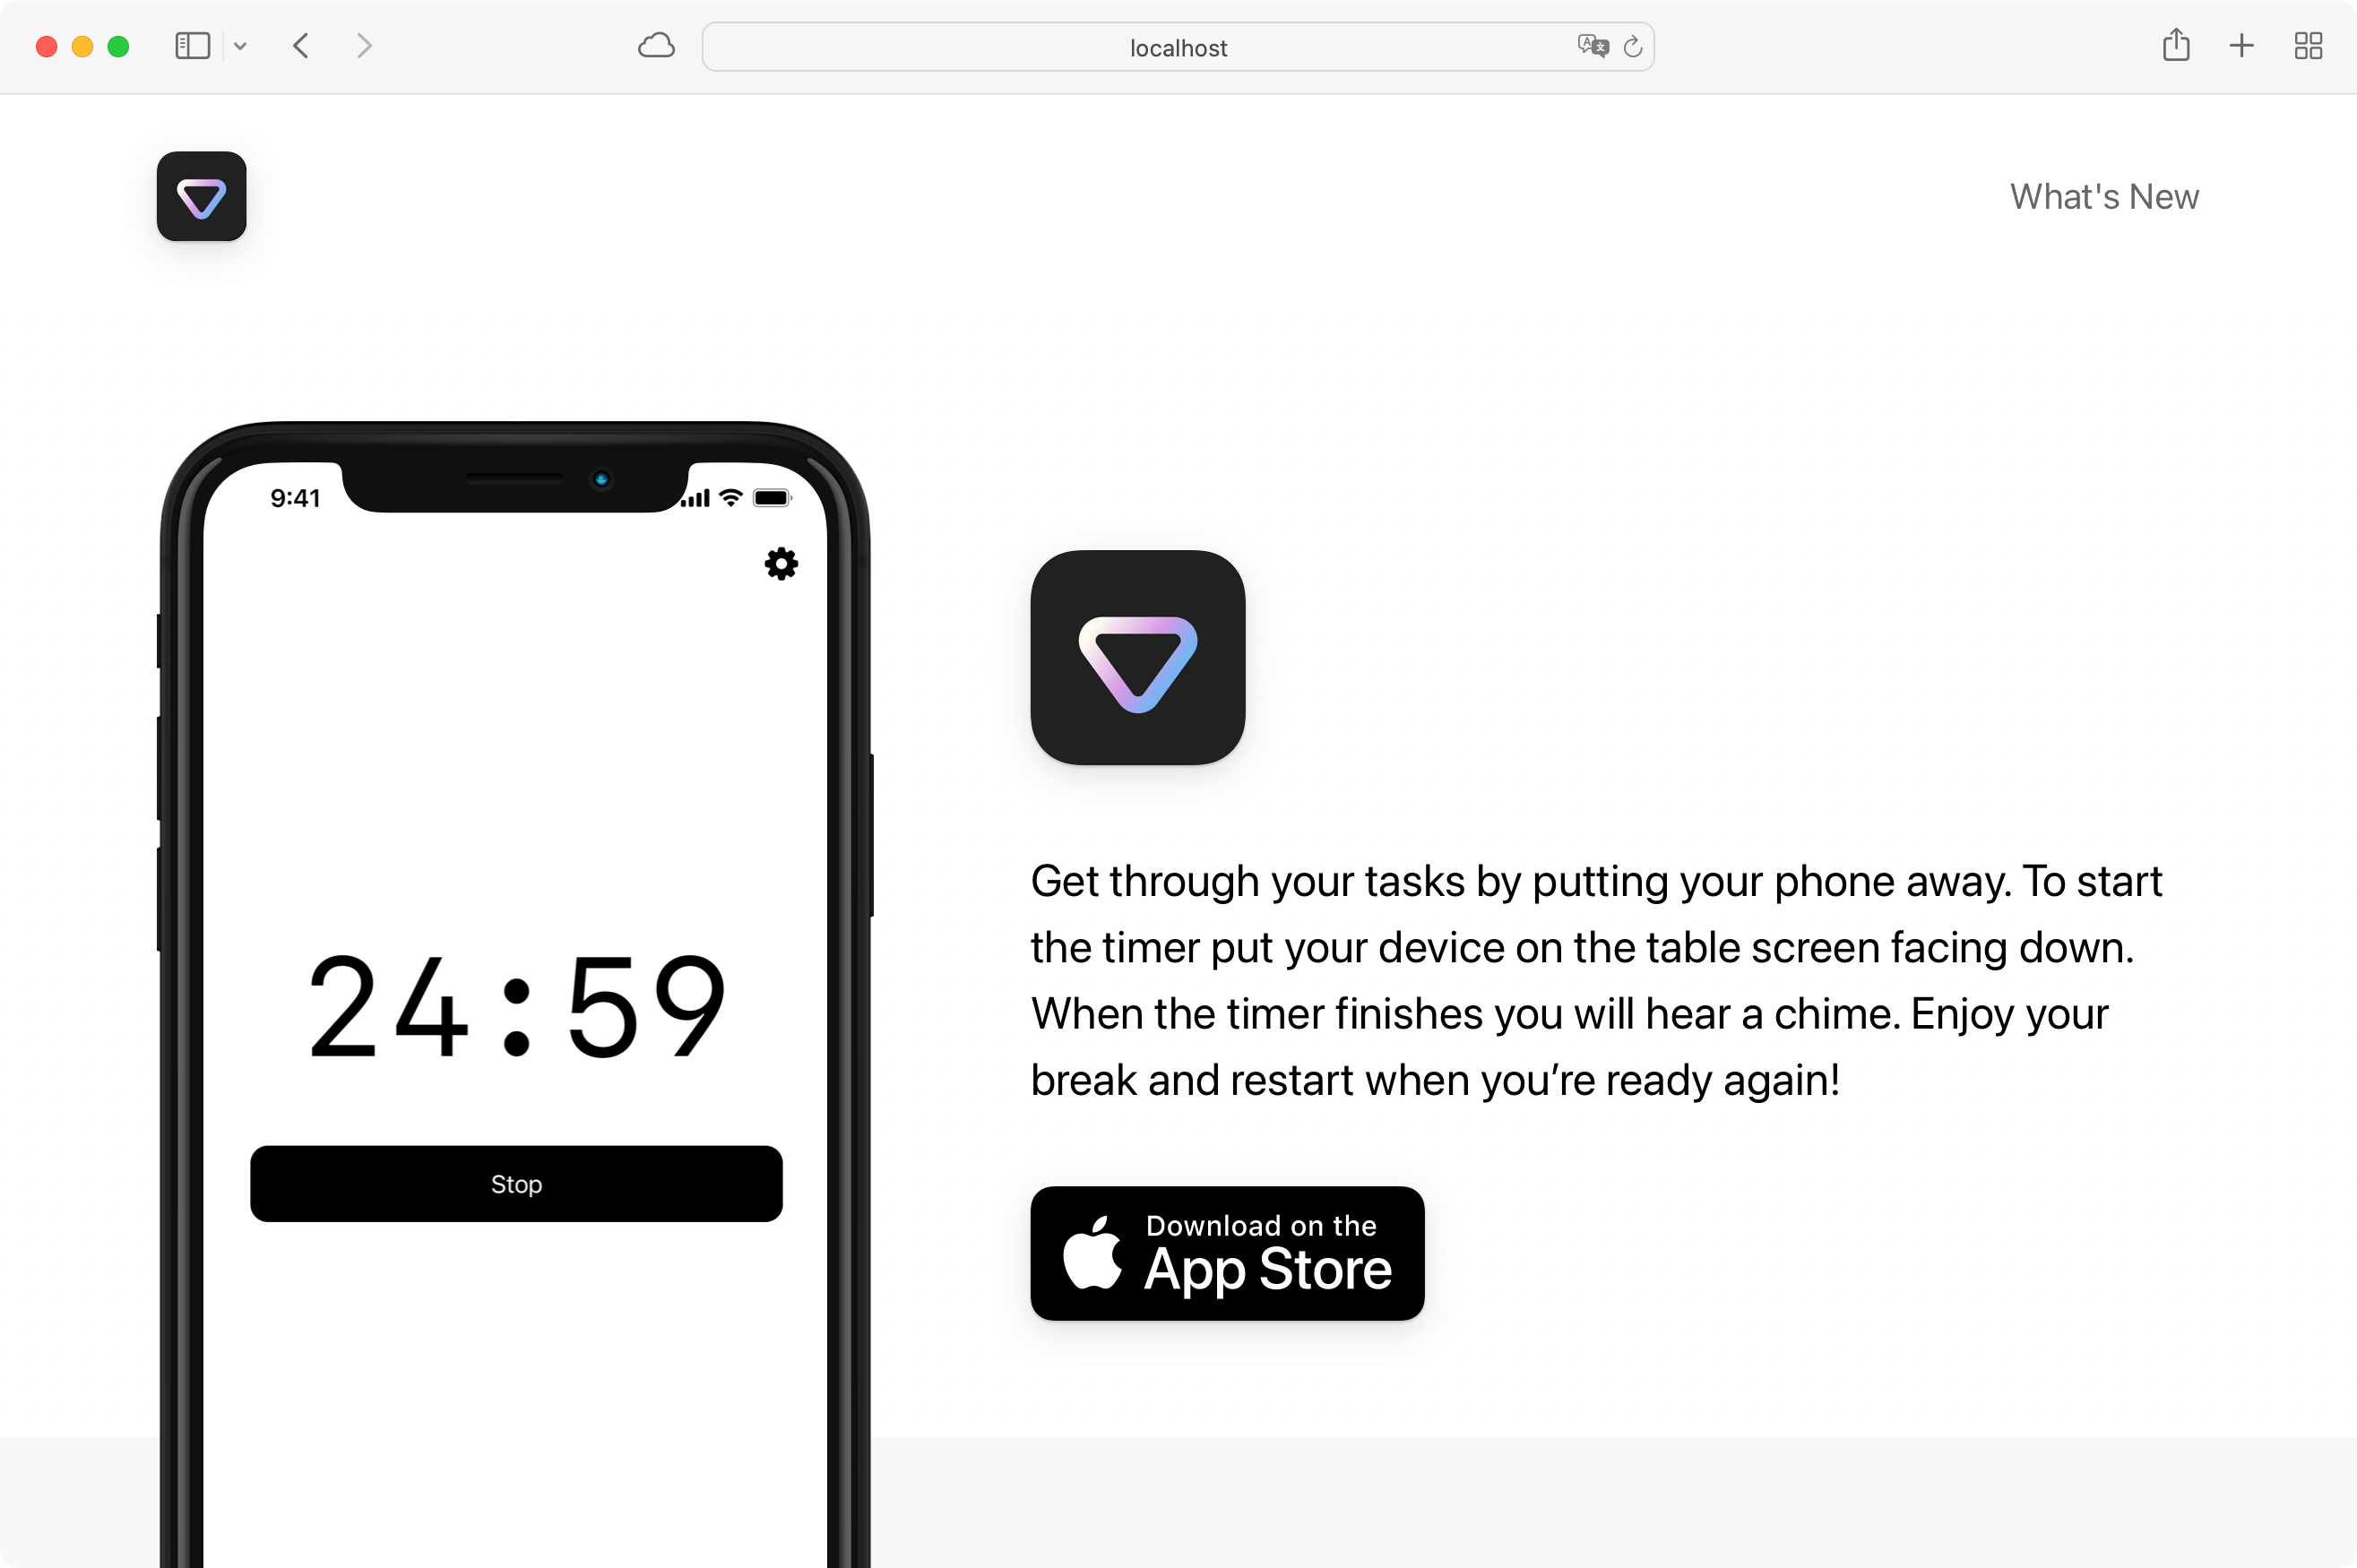 localhost
What's New
9:41
24:59
Stop
Get through your tasks by putting your phone away. To start
the timer put your device on the table screen facing down.
When the timer finishes you will hear a chime. Enjoy your
break and restart when you’re ready again!
Download on the
App Store